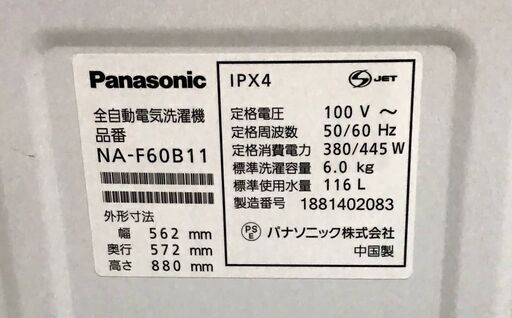 Panasonic
全自動電気洗濯機
品番
NA-F60B11
外形寸法
幅 562 mm
奥行 572 mm
高さ 880 mm
IPX4
S JET
定格電圧 100 V ~
定格周波数 50/60 Hz
定格消費電力 380/445 W
標準洗濯容量 6.0 kg
標準使用水量 116 L
製造番号 1881402083
PSE パナソニック株式会社
中国製